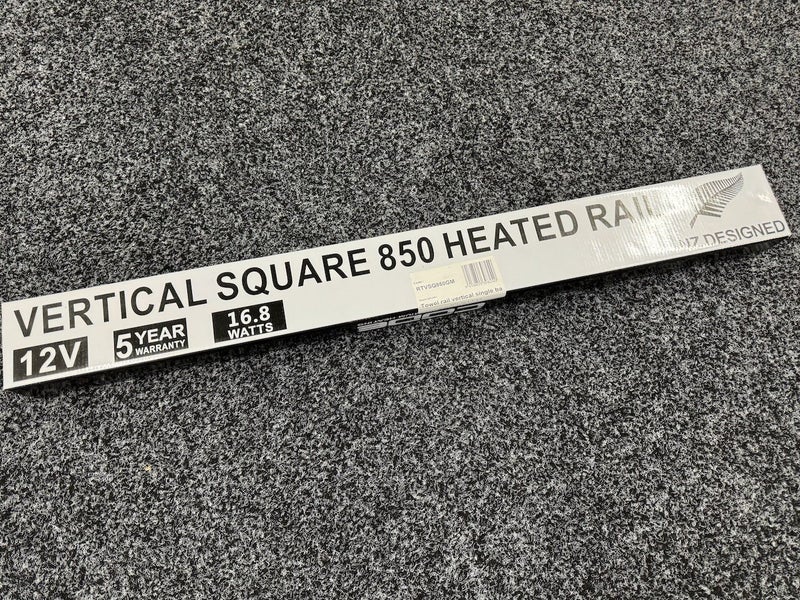 VERTICAL SQUARE 850 HEATED RAIL
NZ DESIGNED
12V
5 YEAR
WARRANTY
16.8
WATTS
RTVSQ850GM
Towel rail vertical single ba